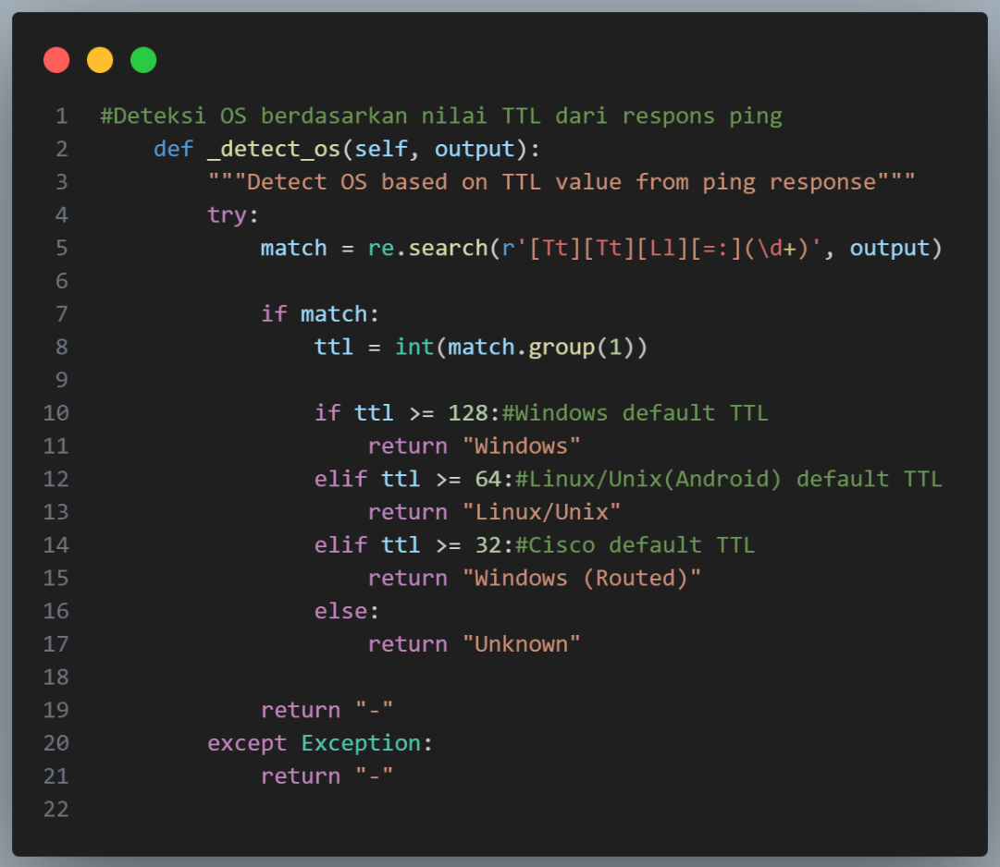 1 #Deteksi OS berdasarkan nilai TTL dari respons ping
2     def _detect_os(self, output):
3         """Detect OS based on TTL value from ping response"""
4         try:
5             match = re.search(r'[Tt][Tt][Ll][=:](\d+)', output)
6
7             if match:
8                 ttl = int(match.group(1))
9
10                 if ttl >= 128:#Windows default TTL
11                     return "Windows"
12                 elif ttl >= 64:#Linux/Unix(Android) default TTL
13                     return "Linux/Unix"
14                 elif ttl >= 32:#Cisco default TTL
15                     return "Windows (Routed)"
16                 else:
17                     return "Unknown"
18
19             return "-"
20         except Exception:
21             return "-"
22